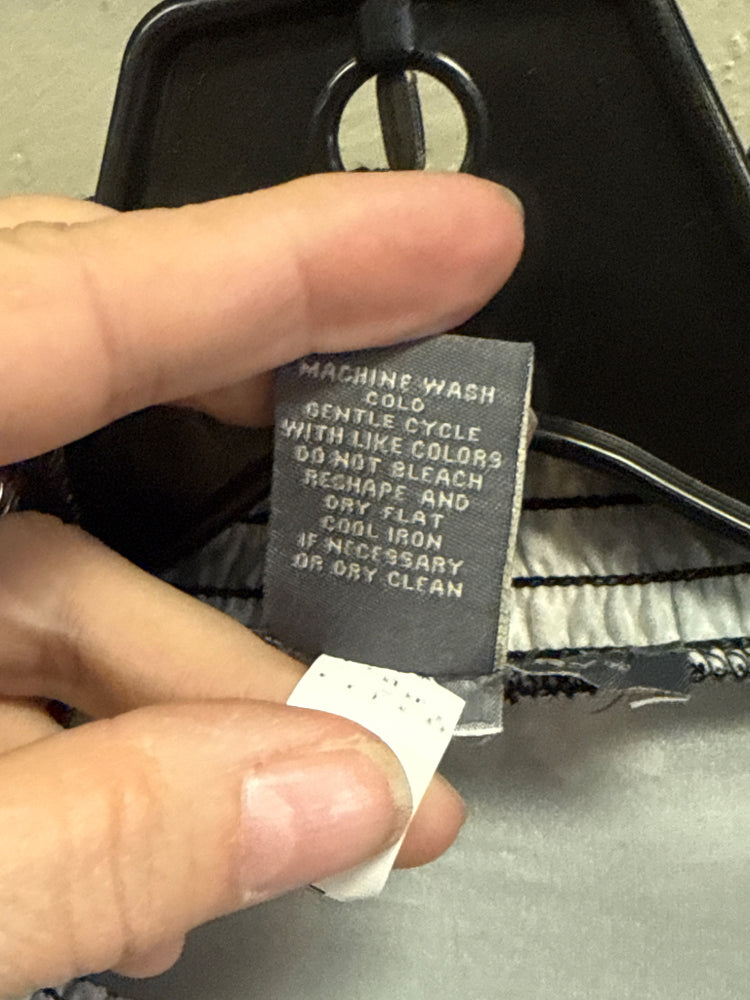 MACHINE WASH
COLD
GENTLE CYCLE
WITH LIKE COLORS
DO NOT BLEACH
RESHAPE AND
DRY FLAT
COOL IRON
IF NECESSARY
OR DRY CLEAN